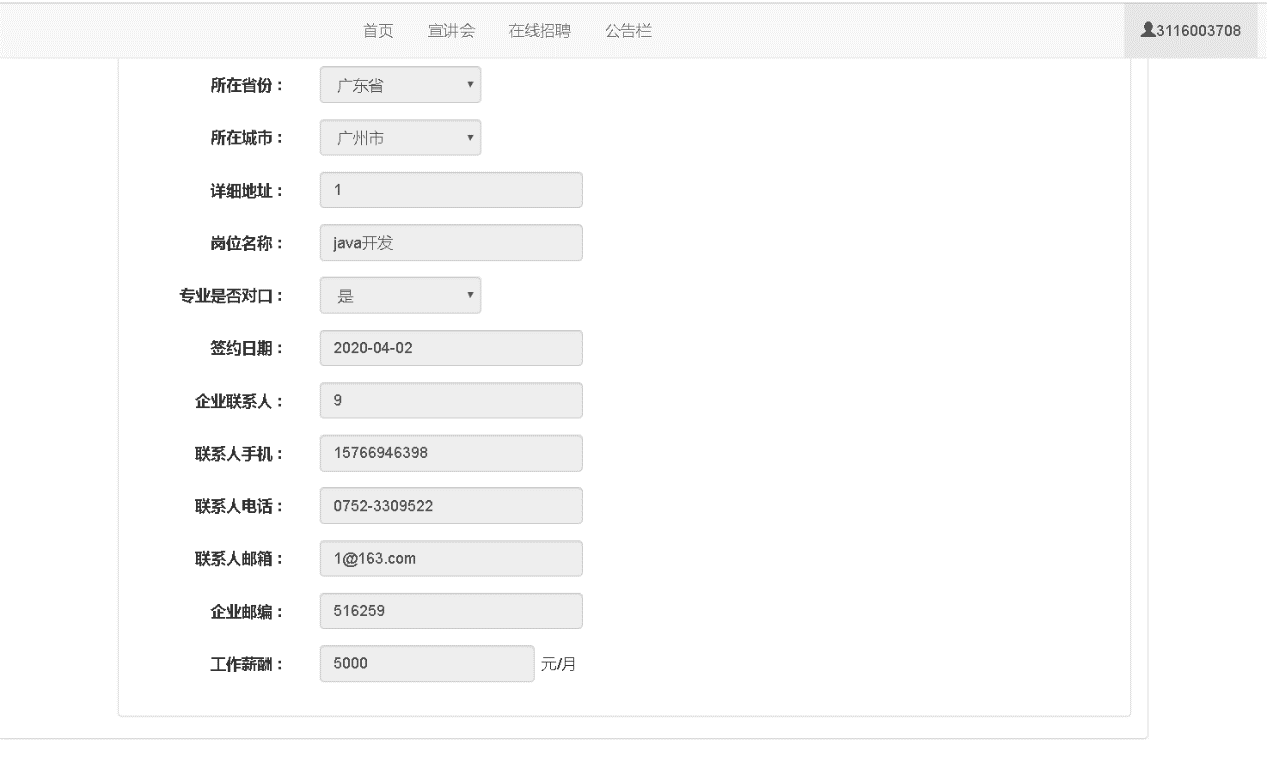 首页 宣讲会 在线招聘 公告栏 3116003708
所在省份： 广东省
所在城市： 广州市
详细地址： 1
岗位名称： java开发
专业是否对口： 是
签约日期： 2020-04-02
企业联系人： 9
联系人手机： 15766946398
联系人电话： 0752-3309522
联系人邮箱： 1@163.com
企业邮编： 516259
工作薪酬： 5000 元/月